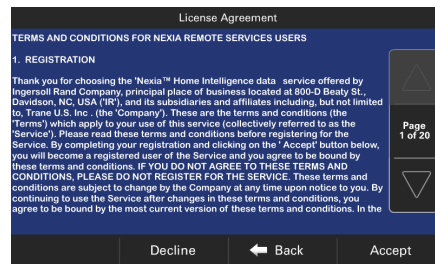 License Agreement
TERMS AND CONDITIONS FOR NEXIA REMOTE SERVICES USERS
1. REGISTRATION
Thank you for choosing the 'Nexia™ Home Intelligence data service offered by
Ingersoll Rand Company, principal place of business located at 800-D Beaty St.,
Davidson, NC, USA ('IR'), and its subsidiaries and affiliates including, but not limited
to, Trane U.S. Inc . (the 'Company'). These are the terms and conditions (the
'Terms') which apply to your use of this service (collectively referred to as the
'Service'). Please read these terms and conditions before registering for the
Service. By completing your registration and clicking on the ' Accept' button below,
you will become a registered user of the Service and you agree to be bound by
these terms and conditions. IF YOU DO NOT AGREE TO THESE TERMS AND
CONDITIONS, PLEASE DO NOT REGISTER FOR THE SERVICE. These terms and
conditions are subject to change by the Company at any time upon notice to you. By
continuing to use the Service after changes in these terms and conditions, you
agree to be bound by the most current version of these terms and conditions. In the
Page
1 of 20
Decline
Back
Accept